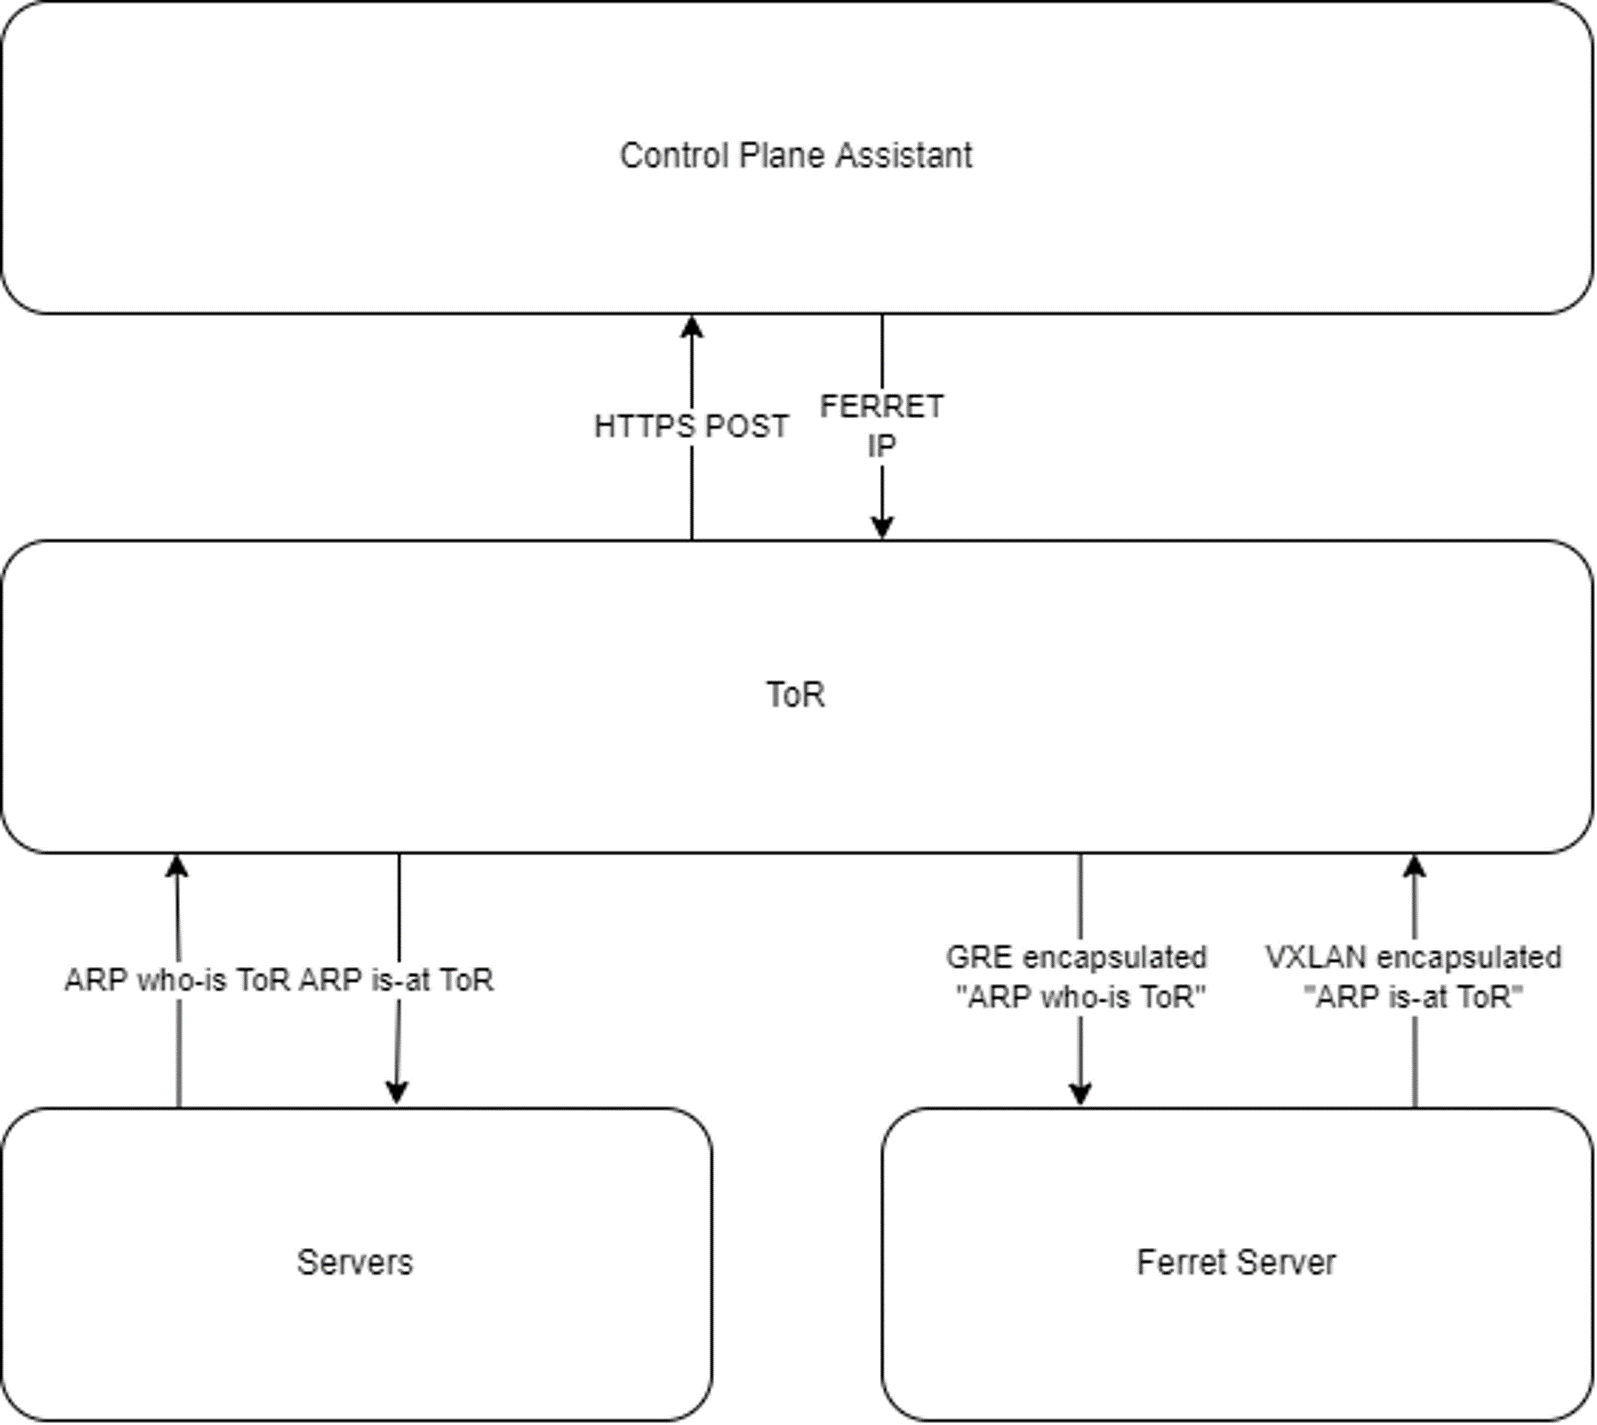 Control Plane Assistant
HTTPS POST
FERRET
IP
ToR
ARP who-is ToR
ARP is-at ToR
GRE encapsulated
"ARP who-is ToR"
VXLAN encapsulated
"ARP is-at ToR"
Servers
Ferret Server